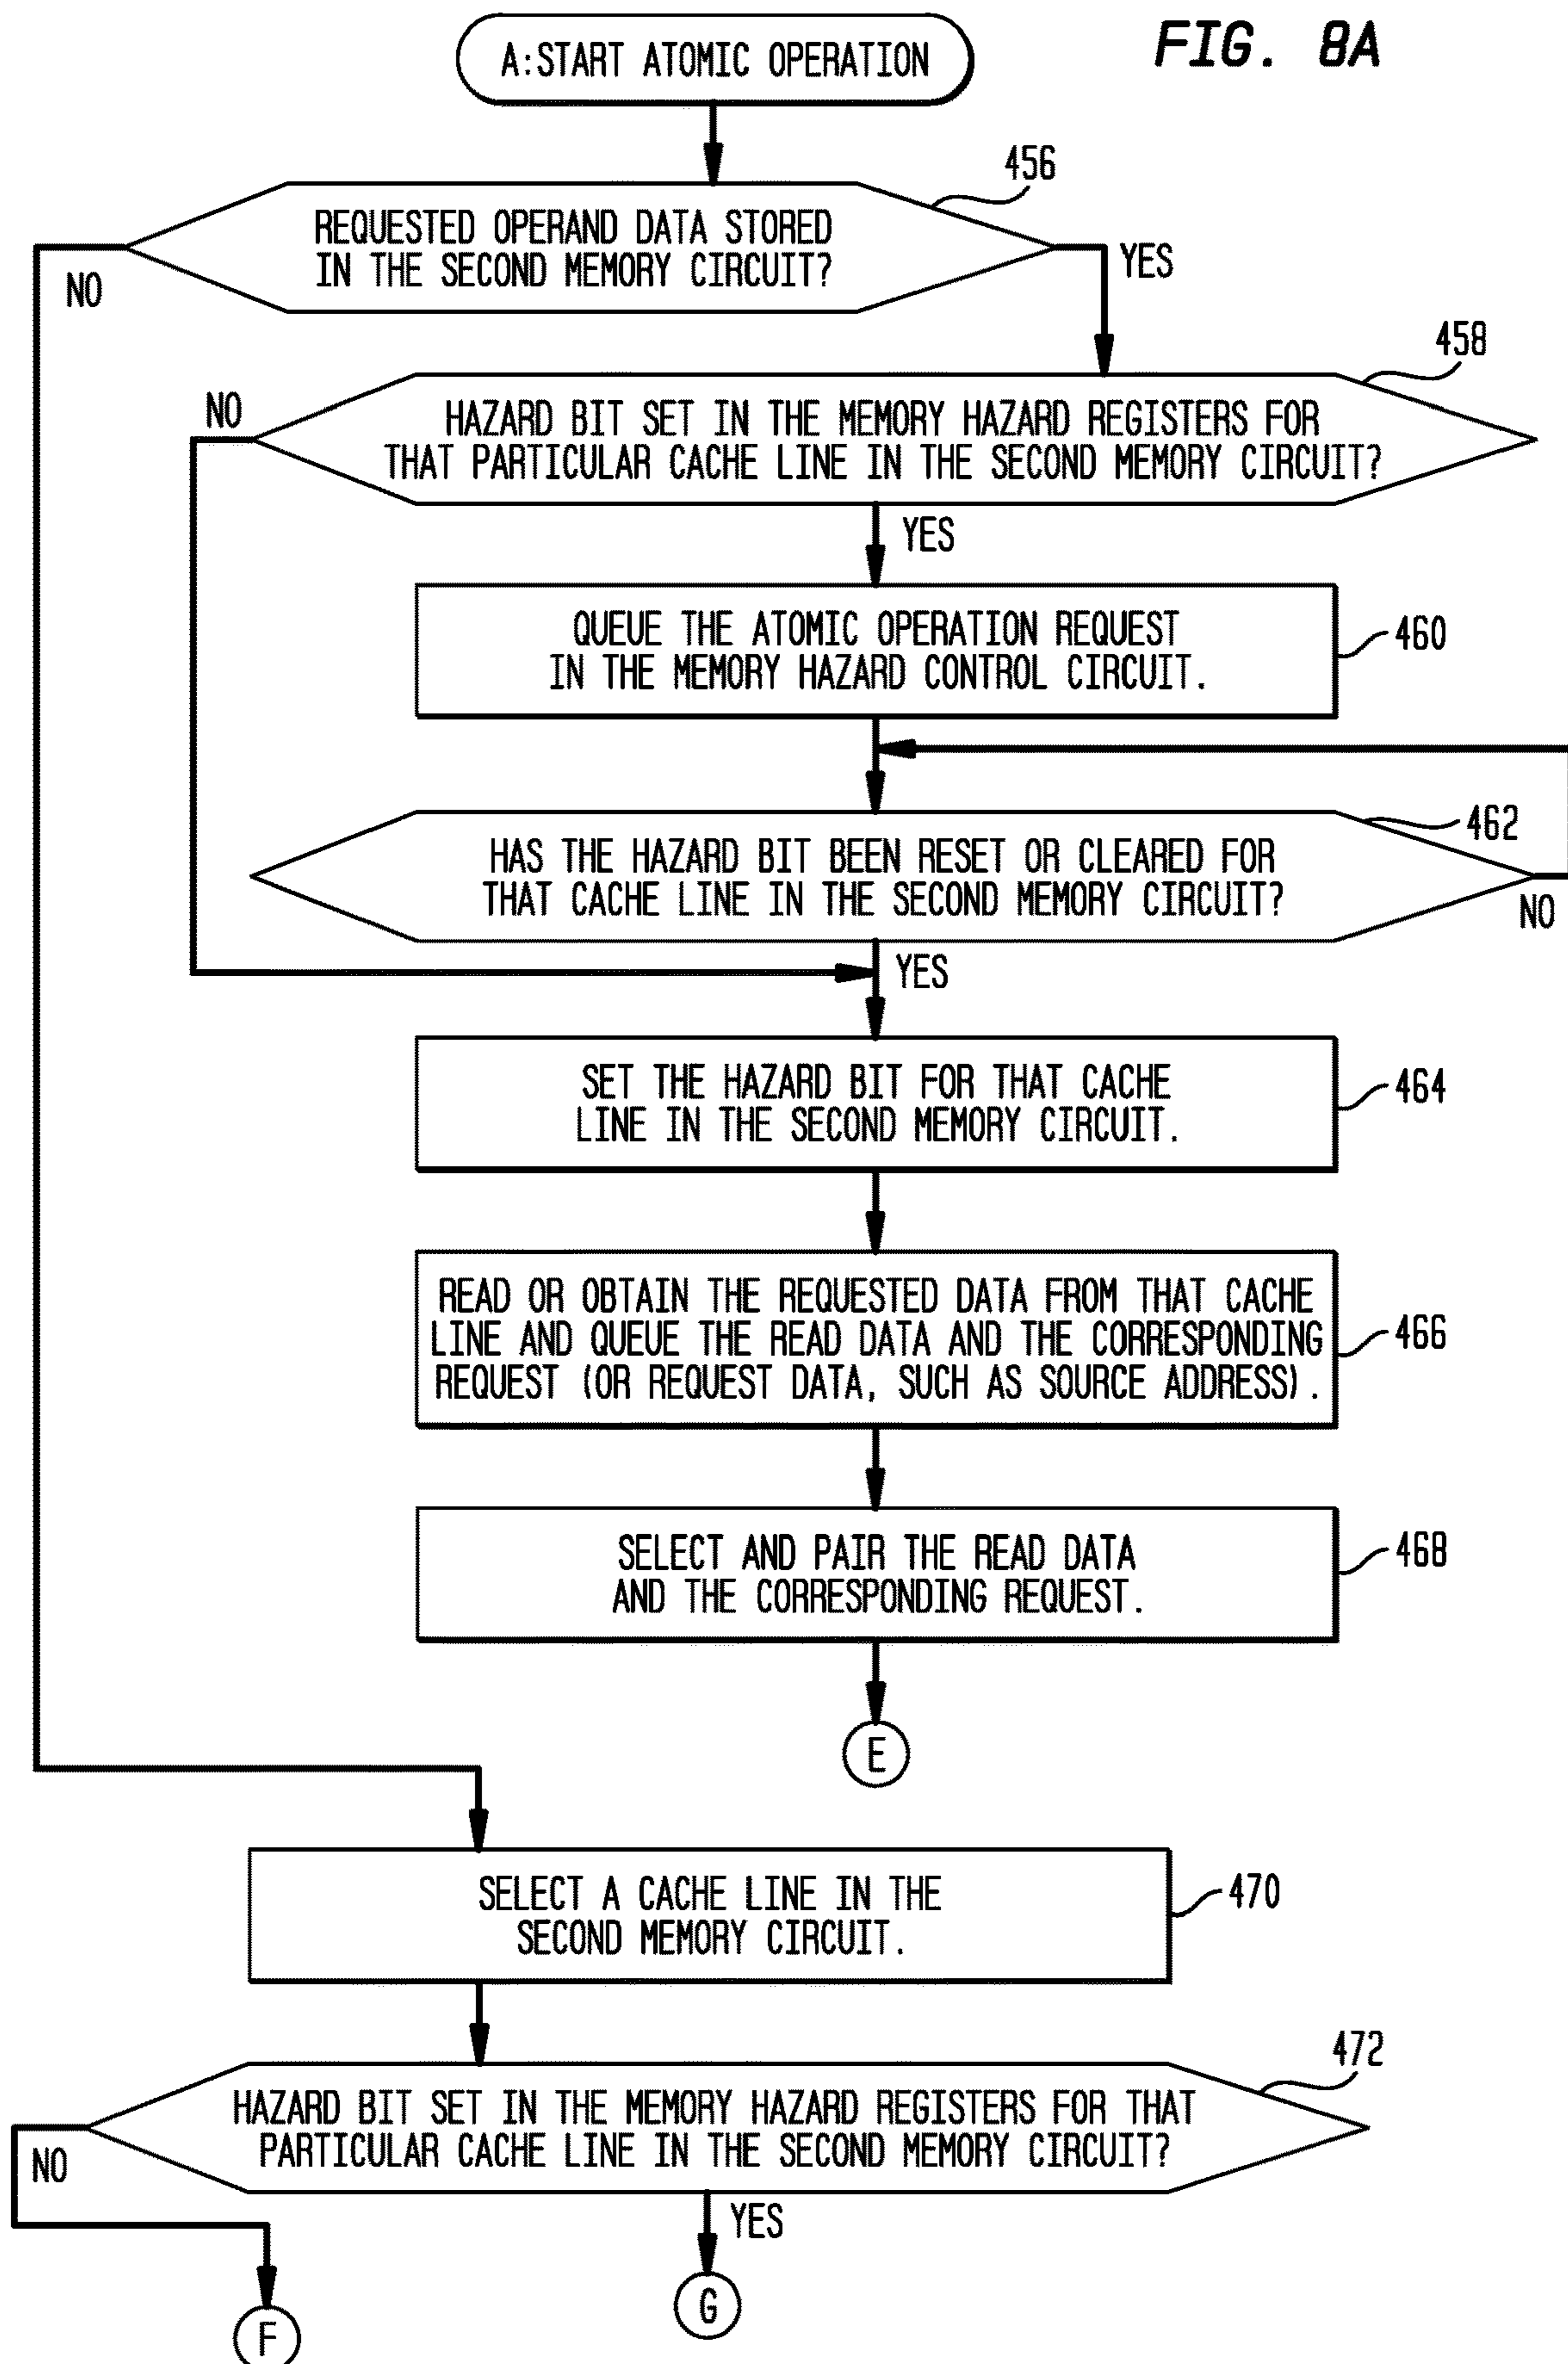 FIG. 8A
A:START ATOMIC OPERATION
456
REQUESTED OPERAND DATA STORED
IN THE SECOND MEMORY CIRCUIT?
NO
YES
458
NO
HAZARD BIT SET IN THE MEMORY HAZARD REGISTERS FOR
THAT PARTICULAR CACHE LINE IN THE SECOND MEMORY CIRCUIT?
YES
QUEUE THE ATOMIC OPERATION REQUEST
IN THE MEMORY HAZARD CONTROL CIRCUIT.
460
462
HAS THE HAZARD BIT BEEN RESET OR CLEARED FOR
THAT CACHE LINE IN THE SECOND MEMORY CIRCUIT?
NO
YES
SET THE HAZARD BIT FOR THAT CACHE
LINE IN THE SECOND MEMORY CIRCUIT.
464
READ OR OBTAIN THE REQUESTED DATA FROM THAT CACHE
LINE AND QUEUE THE READ DATA AND THE CORRESPONDING
REQUEST (OR REQUEST DATA, SUCH AS SOURCE ADDRESS).
466
SELECT AND PAIR THE READ DATA
AND THE CORRESPONDING REQUEST.
468
E
SELECT A CACHE LINE IN THE
SECOND MEMORY CIRCUIT.
470
472
HAZARD BIT SET IN THE MEMORY HAZARD REGISTERS FOR THAT
PARTICULAR CACHE LINE IN THE SECOND MEMORY CIRCUIT?
NO
YES
G
F